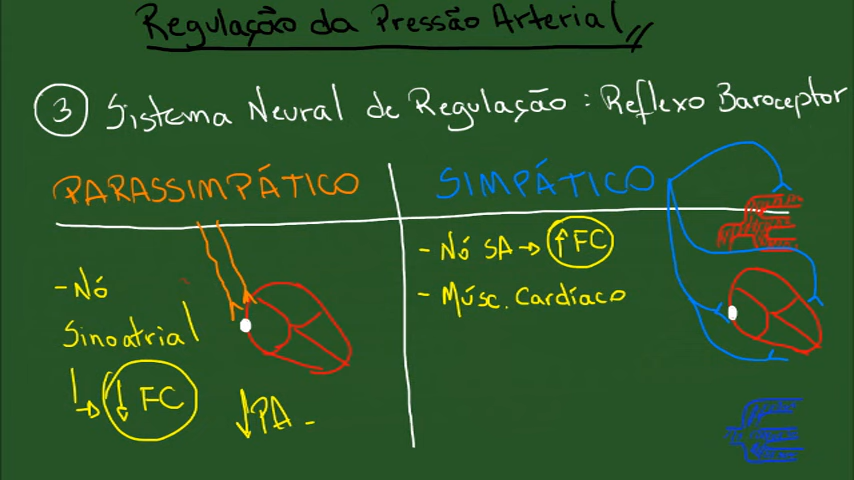 Regulação da Pressão Arterial
3 Sistema Neural de Regulação: Reflexo Baroceptor
PARASSIMPÁTICO
- Nó
Sinoatrial
↳ ↓ FC
↓PA -
SIMPÁTICO
- Nó SA → ↑ FC
- Músc. Cardíaco